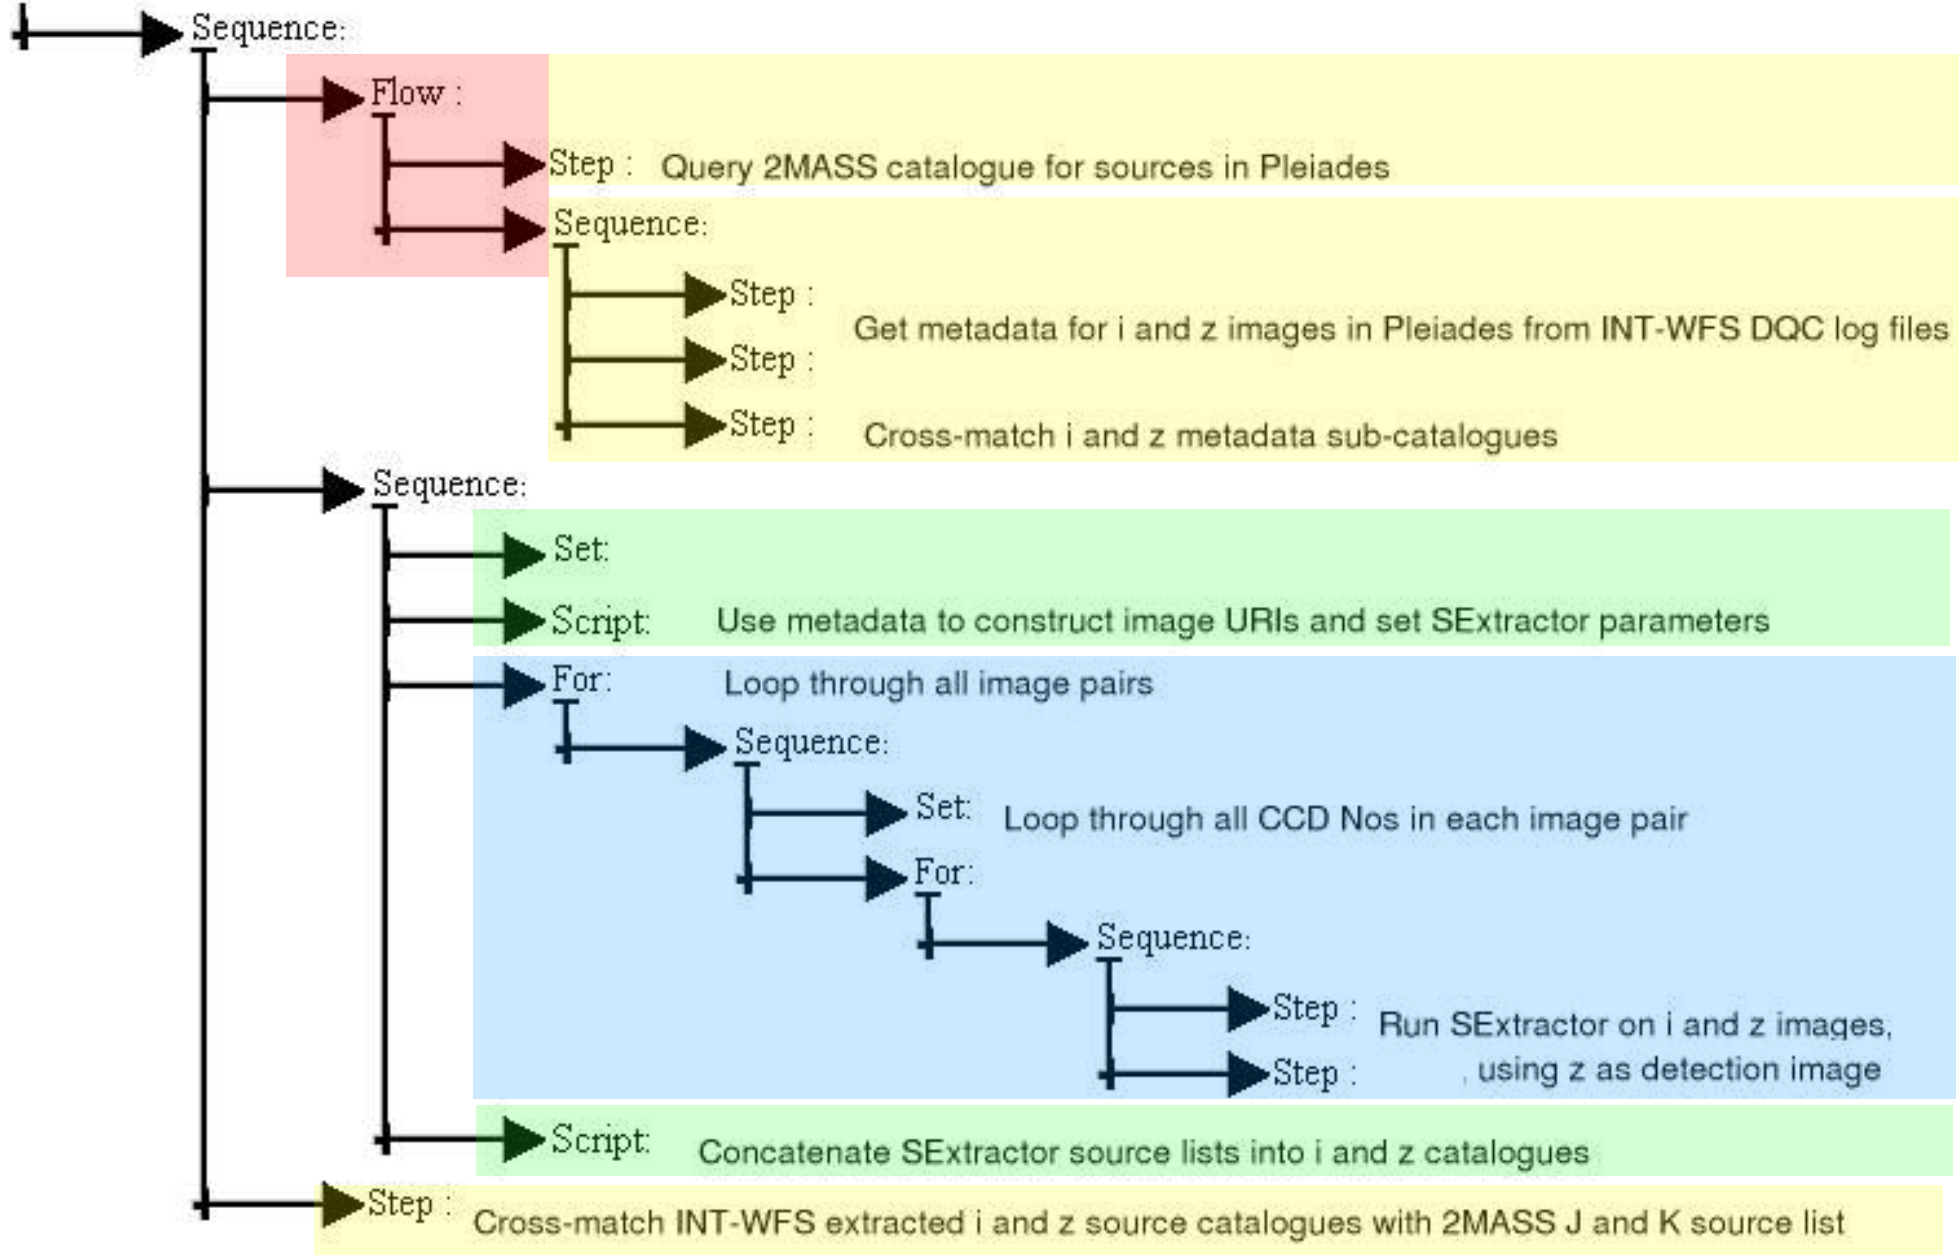 Sequence:
Flow :
Step : Query 2MASS catalogue for sources in Pleiades
Sequence:
Step :
Get metadata for i and z images in Pleiades from INT-WFS DQC log files
Step :
Step : Cross-match i and z metadata sub-catalogues
Sequence:
Set:
Script: Use metadata to construct image URIs and set SExtractor parameters
For: Loop through all image pairs
Sequence:
Set: Loop through all CCD Nos in each image pair
For:
Sequence:
Step : Run SExtractor on i and z images,
Step : using z as detection image
Script: Concatenate SExtractor source lists into i and z catalogues
Step : Cross-match INT-WFS extracted i and z source catalogues with 2MASS J and K source list